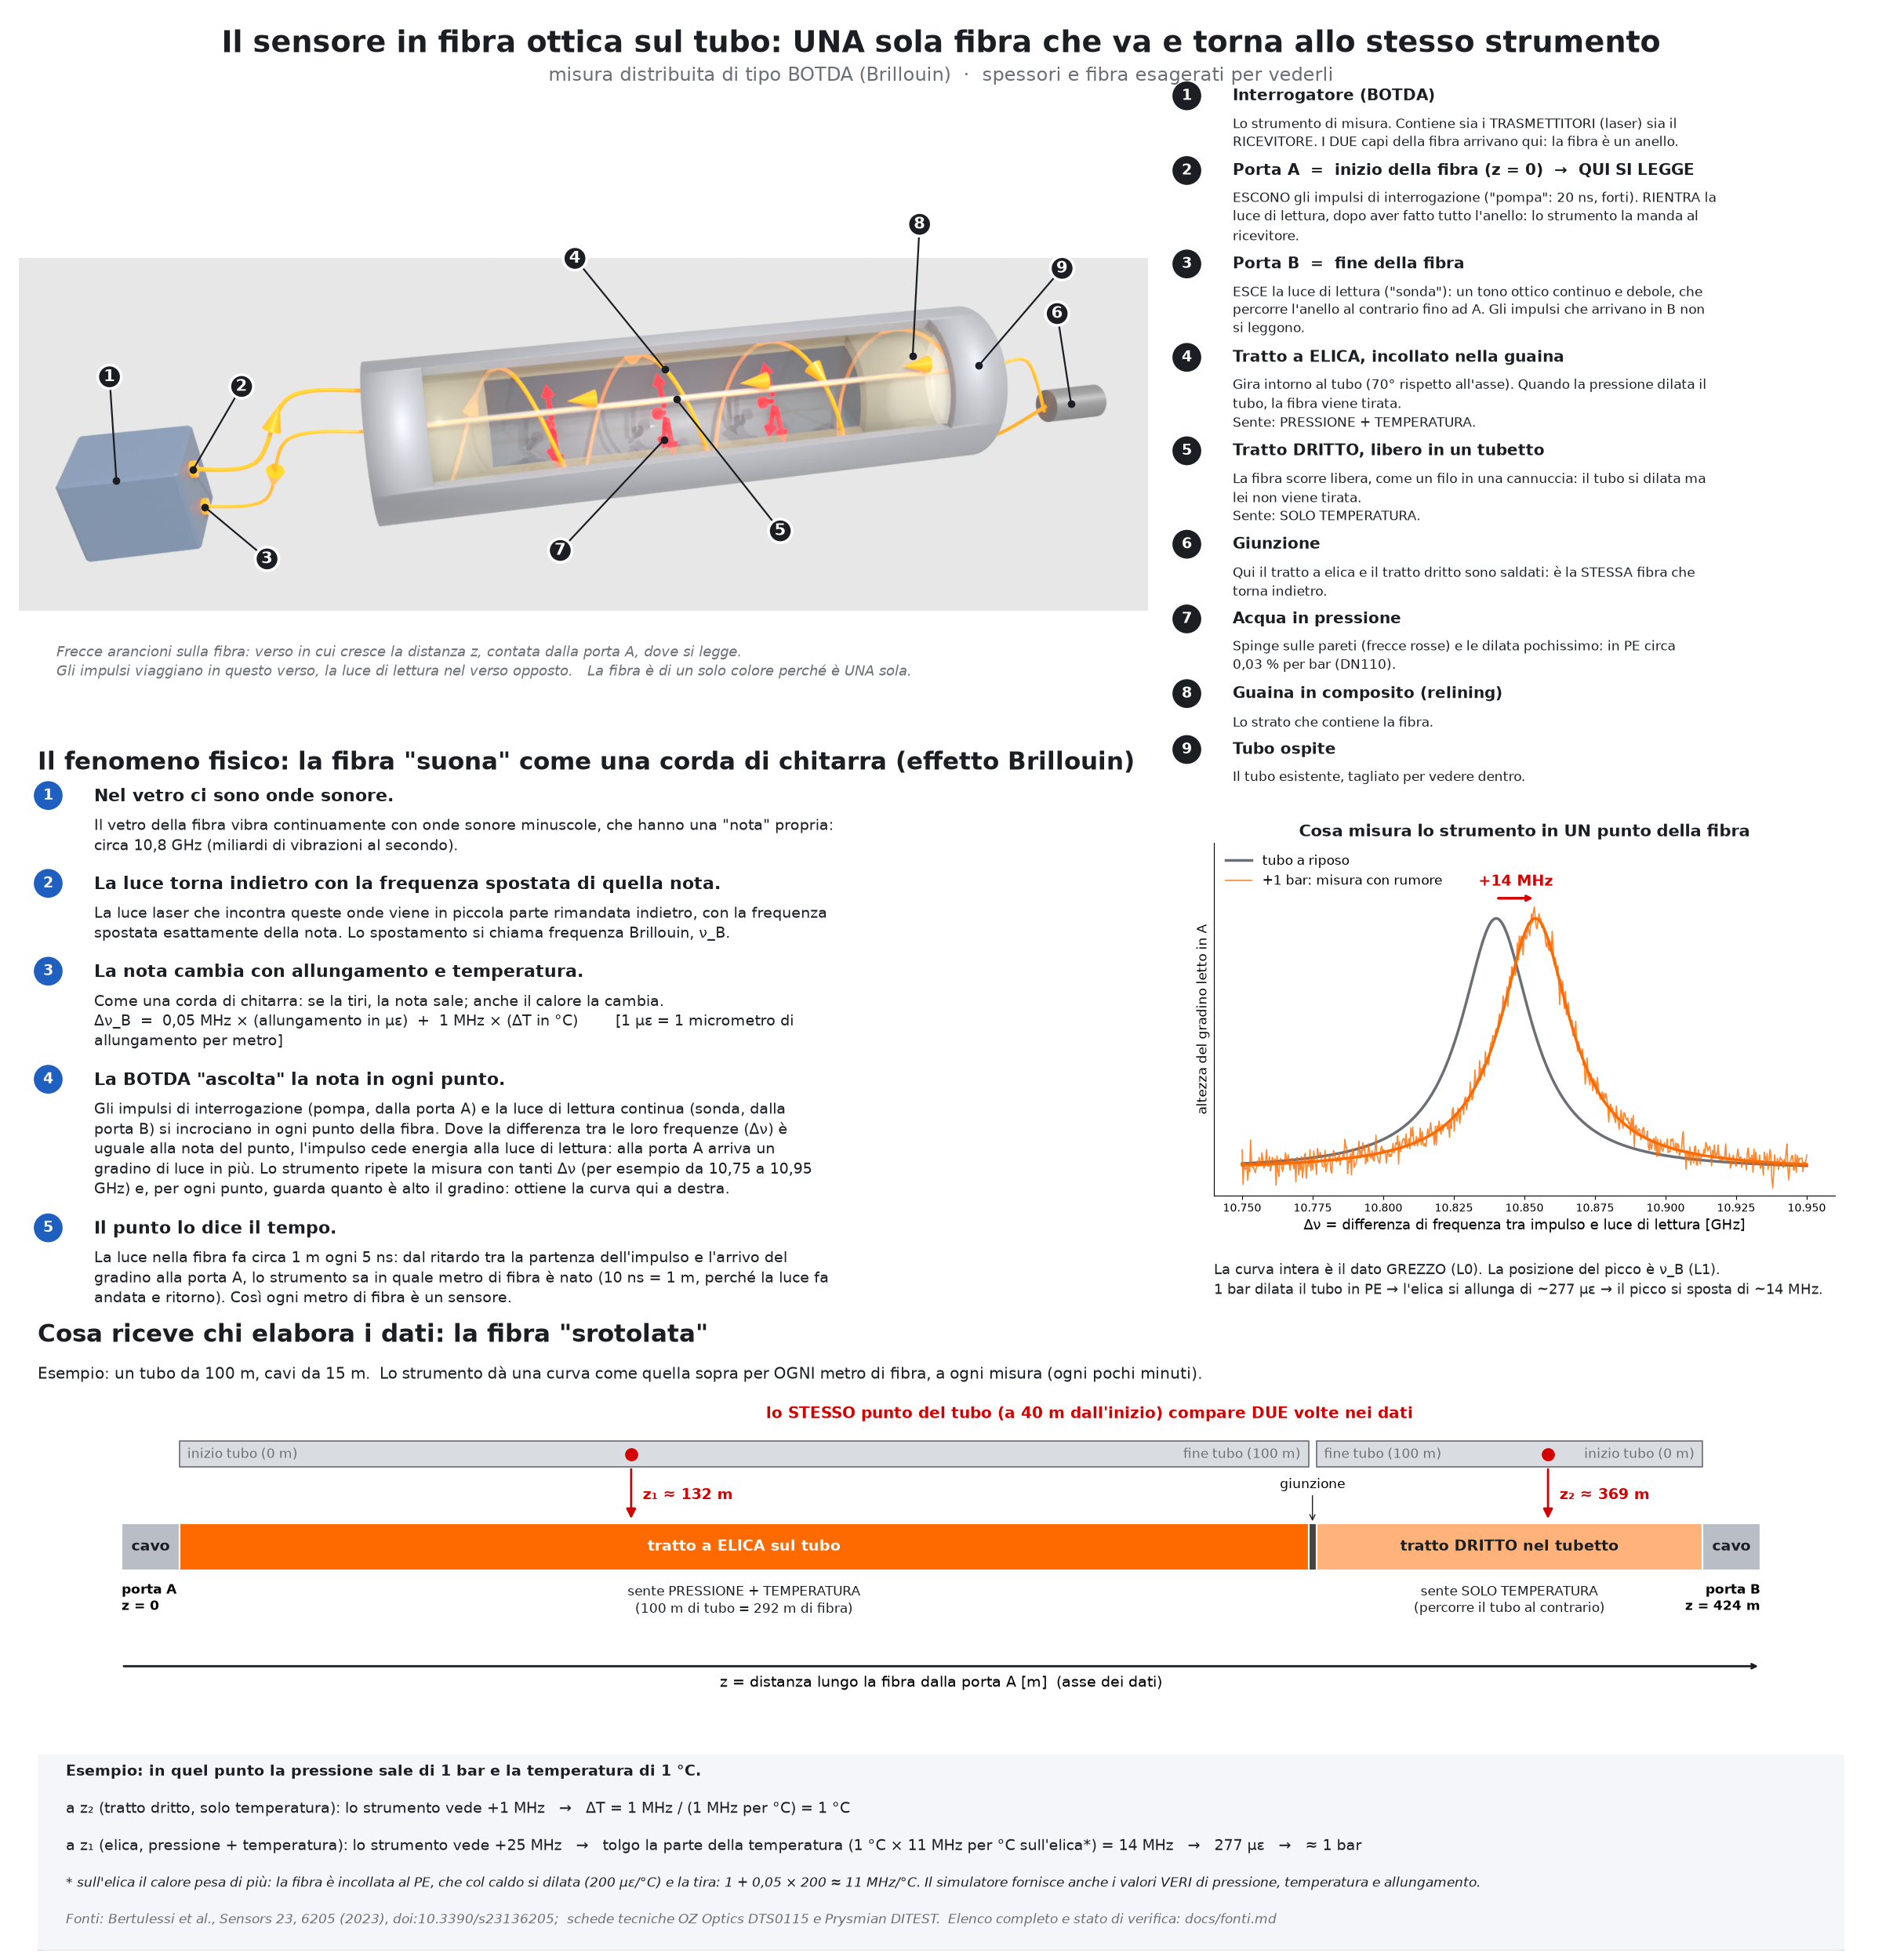 Il sensore in fibra ottica sul tubo: UNA sola fibra che va e torna allo stesso strumento
misura distribuita di tipo BOTDA (Brillouin)  ·  spessori e fibra esagerati per vederli
1
2
3
4
5
6
7
8
9
Frecce arancioni sulla fibra: verso in cui cresce la distanza z, contata dalla porta A, dove si legge.
Gli impulsi viaggiano in questo verso, la luce di lettura nel verso opposto.   La fibra è di un solo colore perché è UNA sola.
1 Interrogatore (BOTDA)
Lo strumento di misura. Contiene sia i TRASMETTITORI (laser) sia il
RICEVITORE. I DUE capi della fibra arrivano qui: la fibra è un anello.
2 Porta A  =  inizio della fibra (z = 0)  →  QUI SI LEGGE
ESCONO gli impulsi di interrogazione ("pompa": 20 ns, forti). RIENTRA la
luce di lettura, dopo aver fatto tutto l'anello: lo strumento la manda al
ricevitore.
3 Porta B  =  fine della fibra
ESCE la luce di lettura ("sonda"): un tono ottico continuo e debole, che
percorre l'anello al contrario fino ad A. Gli impulsi che arrivano in B non
si leggono.
4 Tratto a ELICA, incollato nella guaina
Gira intorno al tubo (70° rispetto all'asse). Quando la pressione dilata il
tubo, la fibra viene tirata.
Sente: PRESSIONE + TEMPERATURA.
5 Tratto DRITTO, libero in un tubetto
La fibra scorre libera, come un filo in una cannuccia: il tubo si dilata ma
lei non viene tirata.
Sente: SOLO TEMPERATURA.
6 Giunzione
Qui il tratto a elica e il tratto dritto sono saldati: è la STESSA fibra che
torna indietro.
7 Acqua in pressione
Spinge sulle pareti (frecce rosse) e le dilata pochissimo: in PE circa
0,03 % per bar (DN110).
8 Guaina in composito (relining)
Lo strato che contiene la fibra.
9 Tubo ospite
Il tubo esistente, tagliato per vedere dentro.
Il fenomeno fisico: la fibra "suona" come una corda di chitarra (effetto Brillouin)
1 Nel vetro ci sono onde sonore.
Il vetro della fibra vibra continuamente con onde sonore minuscole, che hanno una "nota" propria:
circa 10,8 GHz (miliardi di vibrazioni al secondo).
2 La luce torna indietro con la frequenza spostata di quella nota.
La luce laser che incontra queste onde viene in piccola parte rimandata indietro, con la frequenza
spostata esattamente della nota. Lo spostamento si chiama frequenza Brillouin, ν_B.
3 La nota cambia con allungamento e temperatura.
Come una corda di chitarra: se la tiri, la nota sale; anche il calore la cambia.
Δν_B  =  0,05 MHz × (allungamento in με)  +  1 MHz × (ΔT in °C)        [1 με = 1 micrometro di
allungamento per metro]
4 La BOTDA "ascolta" la nota in ogni punto.
Gli impulsi di interrogazione (pompa, dalla porta A) e la luce di lettura continua (sonda, dalla
porta B) si incrociano in ogni punto della fibra. Dove la differenza tra le loro frequenze (Δν) è
uguale alla nota del punto, l'impulso cede energia alla luce di lettura: alla porta A arriva un
gradino di luce in più. Lo strumento ripete la misura con tanti Δν (per esempio da 10,75 a 10,95
GHz) e, per ogni punto, guarda quanto è alto il gradino: ottiene la curva qui a destra.
5 Il punto lo dice il tempo.
La luce nella fibra fa circa 1 m ogni 5 ns: dal ritardo tra la partenza dell'impulso e l'arrivo del
gradino alla porta A, lo strumento sa in quale metro di fibra è nato (10 ns = 1 m, perché la luce fa
andata e ritorno). Così ogni metro di fibra è un sensore.
Cosa misura lo strumento in UN punto della fibra
tubo a riposo
+1 bar: misura con rumore
+14 MHz
altezza del gradino letto in A
10.750 10.775 10.800 10.825 10.850 10.875 10.900 10.925 10.950
Δν = differenza di frequenza tra impulso e luce di lettura [GHz]
La curva intera è il dato GREZZO (L0). La posizione del picco è ν_B (L1).
1 bar dilata il tubo in PE → l'elica si allunga di ~277 με → il picco si sposta di ~14 MHz.
Cosa riceve chi elabora i dati: la fibra "srotolata"
Esempio: un tubo da 100 m, cavi da 15 m.  Lo strumento dà una curva come quella sopra per OGNI metro di fibra, a ogni misura (ogni pochi minuti).
lo STESSO punto del tubo (a 40 m dall'inizio) compare DUE volte nei dati
inizio tubo (0 m) fine tubo (100 m) fine tubo (100 m) inizio tubo (0 m)
giunzione
z₁ ≈ 132 m z₂ ≈ 369 m
cavo tratto a ELICA sul tubo tratto DRITTO nel tubetto cavo
porta A
z = 0
sente PRESSIONE + TEMPERATURA
(100 m di tubo = 292 m di fibra)
sente SOLO TEMPERATURA
(percorre il tubo al contrario)
porta B
z = 424 m
z = distanza lungo la fibra dalla porta A [m]  (asse dei dati)
Esempio: in quel punto la pressione sale di 1 bar e la temperatura di 1 °C.
a z₂ (tratto dritto, solo temperatura): lo strumento vede +1 MHz   →   ΔT = 1 MHz / (1 MHz per °C) = 1 °C
a z₁ (elica, pressione + temperatura): lo strumento vede +25 MHz   →   tolgo la parte della temperatura (1 °C × 11 MHz per °C sull'elica*) = 14 MHz   →   277 με   →   ≈ 1 bar
* sull'elica il calore pesa di più: la fibra è incollata al PE, che col caldo si dilata (200 με/°C) e la tira: 1 + 0,05 × 200 ≈ 11 MHz/°C. Il simulatore fornisce anche i valori VERI di pressione, temperatura e allungamento.
Fonti: Bertulessi et al., Sensors 23, 6205 (2023), doi:10.3390/s23136205;  schede tecniche OZ Optics DTS0115 e Prysmian DITEST.  Elenco completo e stato di verifica: docs/fonti.md